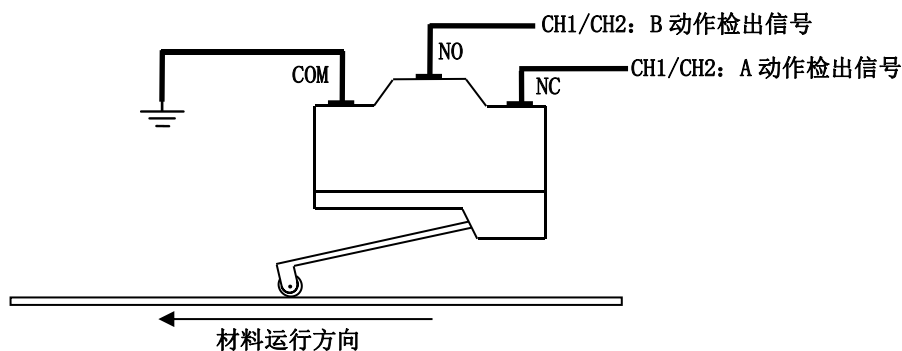 CH1/CH2: B 动作检出信号
NO
COM
CH1/CH2: A 动作检出信号
NC
材料运行方向